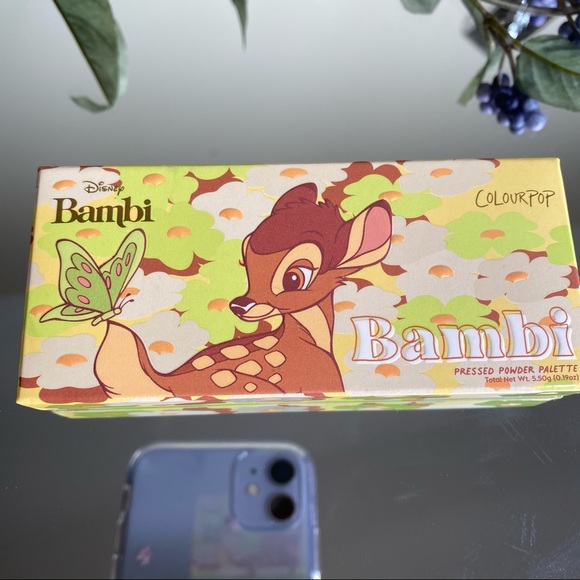 Disney
Bambi
COLOURPOP
Bambi
PRESSED POWDER PALETTE
Total Net Wt. 5.50g (0.19oz)